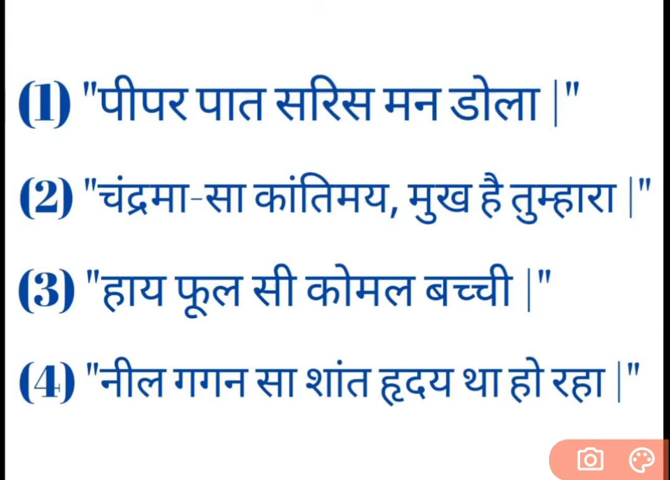 (1) "पीपर पात सरिस मन डोला |"
(2) "चंद्रमा-सा कांतिमय, मुख है तुम्हारा |"
(3) "हाय फूल सी कोमल बच्ची |"
(4) "नील गगन सा शांत हृदय था हो रहा |"